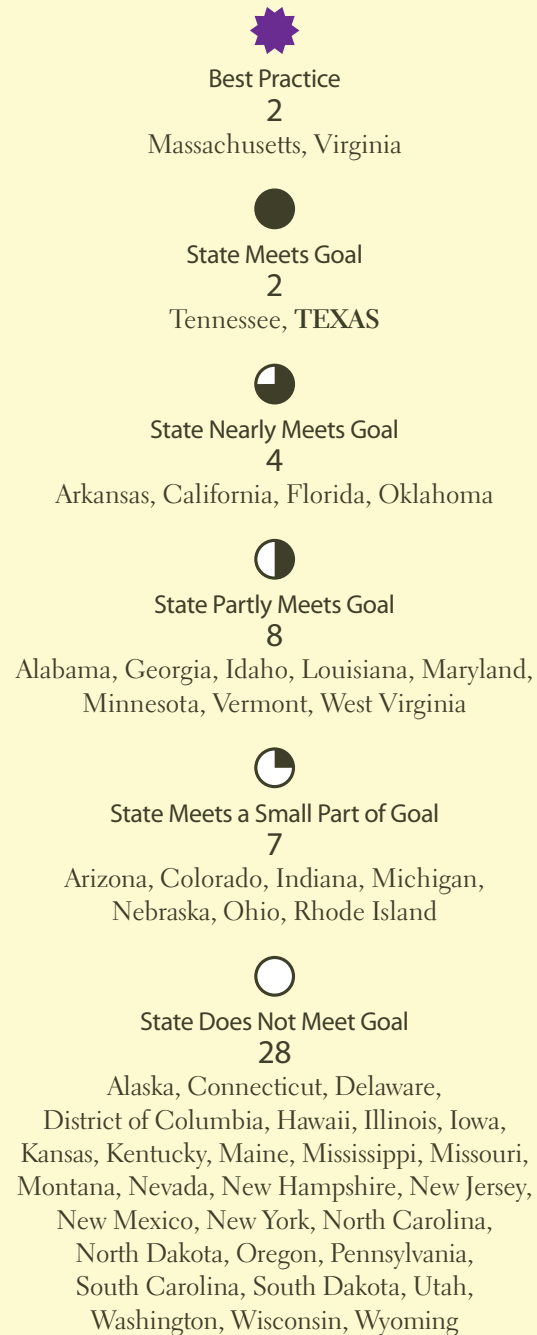 Best Practice
2
Massachusetts, Virginia
State Meets Goal
2
Tennessee, TEXAS
State Nearly Meets Goal
4
Arkansas, California, Florida, Oklahoma
State Partly Meets Goal
8
Alabama, Georgia, Idaho, Louisiana, Maryland,
Minnesota, Vermont, West Virginia
State Meets a Small Part of Goal
7
Arizona, Colorado, Indiana, Michigan,
Nebraska, Ohio, Rhode Island
State Does Not Meet Goal
28
Alaska, Connecticut, Delaware,
District of Columbia, Hawaii, Illinois, Iowa,
Kansas, Kentucky, Maine, Mississippi, Missouri,
Montana, Nevada, New Hampshire, New Jersey,
New Mexico, New York, North Carolina,
North Dakota, Oregon, Pennsylvania,
South Carolina, South Dakota, Utah,
Washington, Wisconsin, Wyoming